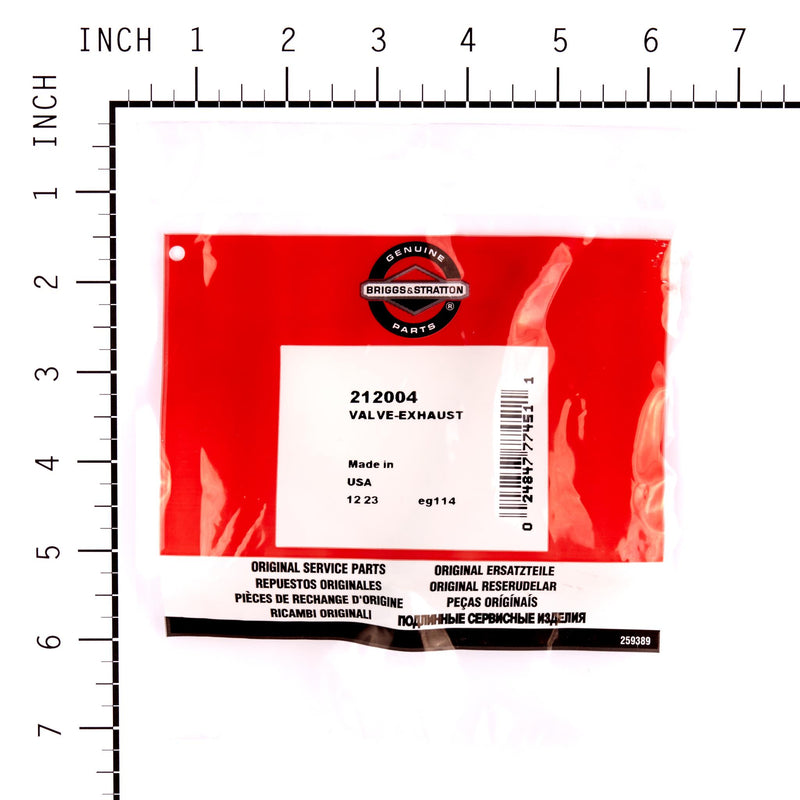 INCH 1 2 3 4 5 6 7
INCH
1
2
3
4
5
6
7
GENUINE
BRIGGS & STRATTON
®
PARTS
212004
VALVE-EXHAUST
Made in
USA
12 23 eg114
0 24847 77451 1
ORIGINAL SERVICE PARTS
REPUESTOS ORIGINALES
PIÈCES DE RECHANGE D'ORIGINE
RICAMBI ORIGINALI
ORIGINAL ERSATZTEILE
ORIGINAL RESERUDELAR
PEÇAS ORÍGÍNAÍS
ПОДЛИННЫЕ СЕРВИСНЫЕ ИЗДЕЛИЯ
259389